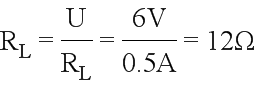 R_L = U/R_L = 6V/0.5A = 12Ω